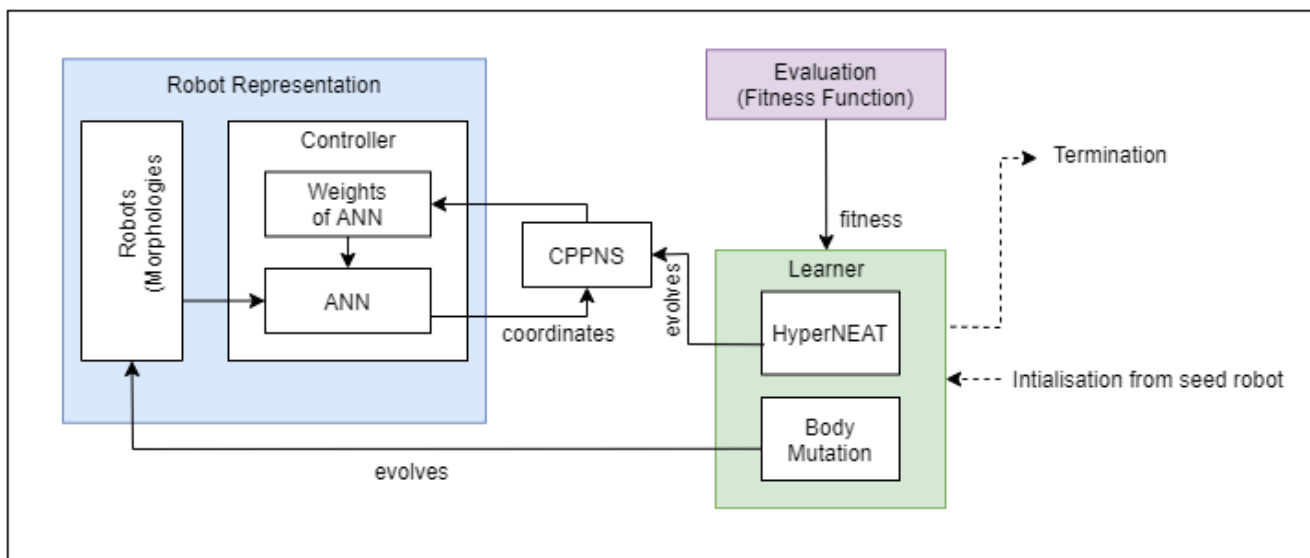 Robot Representation
Robots
(Morphologies
Controller
Weights
of ANN
ANN
CPPNS
coordinates
evolves
Evaluation
(Fitness Function)
fitness
Learner
HyperNEAT
Body
Mutation
evolves
Termination
Intialisation from seed robot